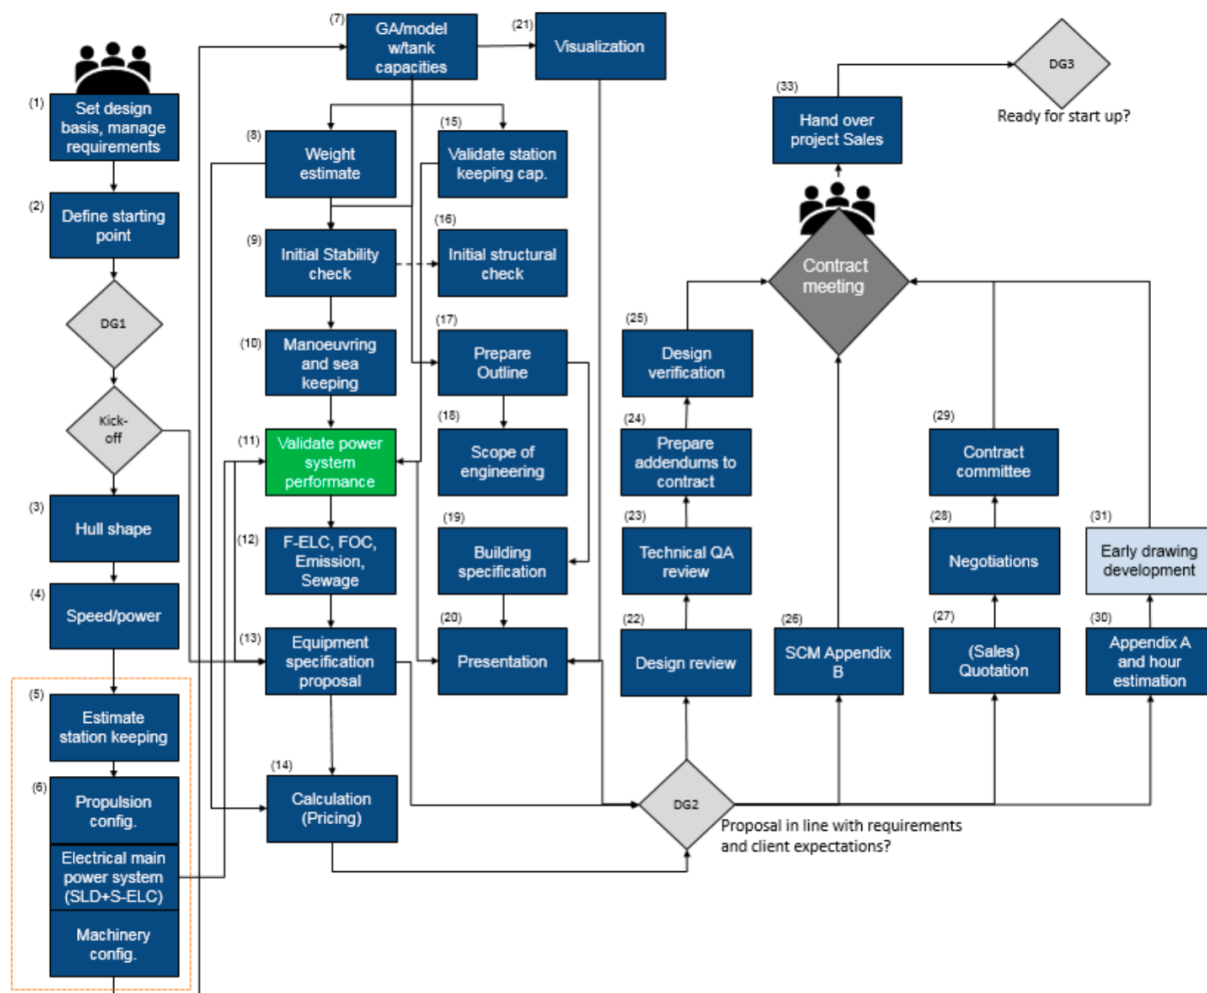 (1)
Set design
basis, manage
requirements
(2)
Define starting
point
DG1
Kick-
off
(3)
Hull shape
(4)
Speed/power
(5)
Estimate
station keeping
(6)
Propulsion
config.
Electrical main
power system
(SLD+S-ELC)
Machinery
config.
(7)
GA/model
w/tank
capacities
(8)
Weight
estimate
(9)
Initial Stability
check
(10)
Manoeuvring
and sea
keeping
(11)
Validate power
system
performance
(12)
F-ELC, FOC,
Emission,
Sewage
(13)
Equipment
specification
proposal
(14)
Calculation
(Pricing)
(15)
Validate station
keeping cap.
(16)
Initial structural
check
(17)
Prepare
Outline
(18)
Scope of
engineering
(19)
Building
specification
(20)
Presentation
(21)
Visualization
DG2
Proposal in line with requirements
and client expectations?
(22)
Design review
(23)
Technical QA
review
(24)
Prepare
addendums to
contract
(25)
Design
verification
(26)
SCM Appendix
B
(27)
(Sales)
Quotation
(28)
Negotiations
(29)
Contract
committee
(30)
Appendix A
and hour
estimation
(31)
Early drawing
development
Contract
meeting
(33)
Hand over
project Sales
DG3
Ready for start up?